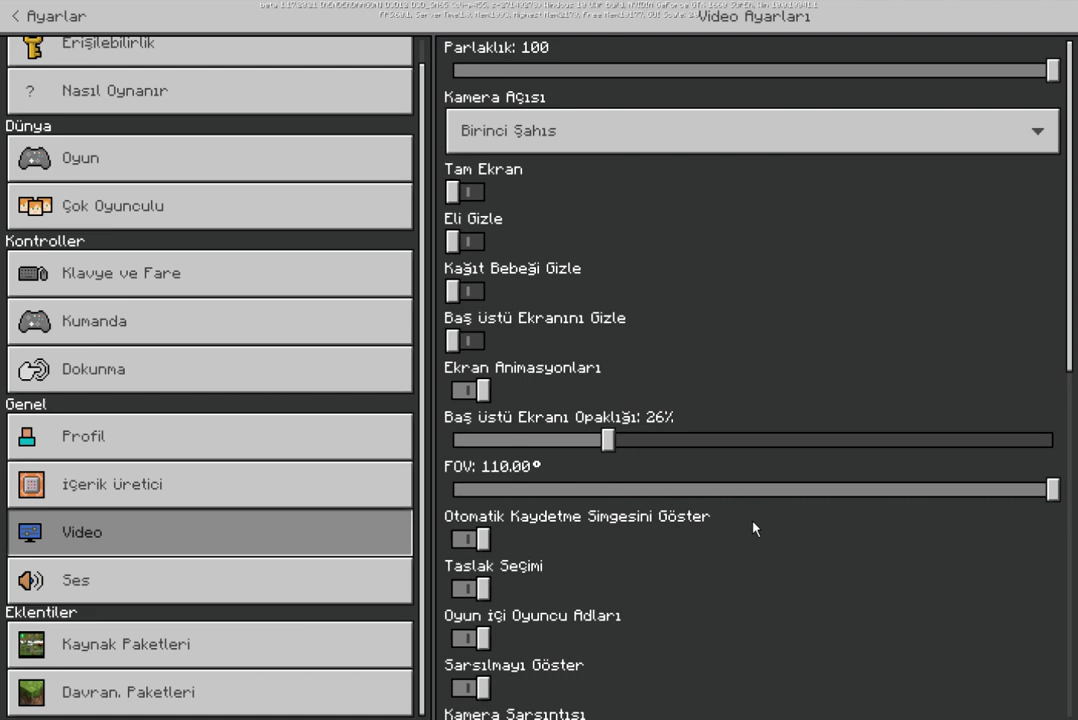 Ayarları
Video Ayarları
Erişilebilirlik
? Nasıl Oynanır
Dünya
Oyun
Çok Oyunculu
Kontroller
Klavye ve Fare
Kumanda
Dokunma
Genel
Profil
İçerik Üretici
Video
Ses
Eklentiler
Kaynak Paketleri
Davran. Paketleri
Parlaklık: 100
Kamera Açısı
Birinci Şahıs
Tam Ekran
Eli Gizle
Kağıt Bebeği Gizle
Baş Üstü Ekranını Gizle
Ekran Animasyonları
Baş Üstü Ekranı Opaklığı: 26%
FOV: 110.00°
Otomatik Kaydetme Simgesini Göster
Taslak Seçimi
Oyun İçi Oyuncu Adları
Sarsılmayı Göster
Kamera Sarsıntısı